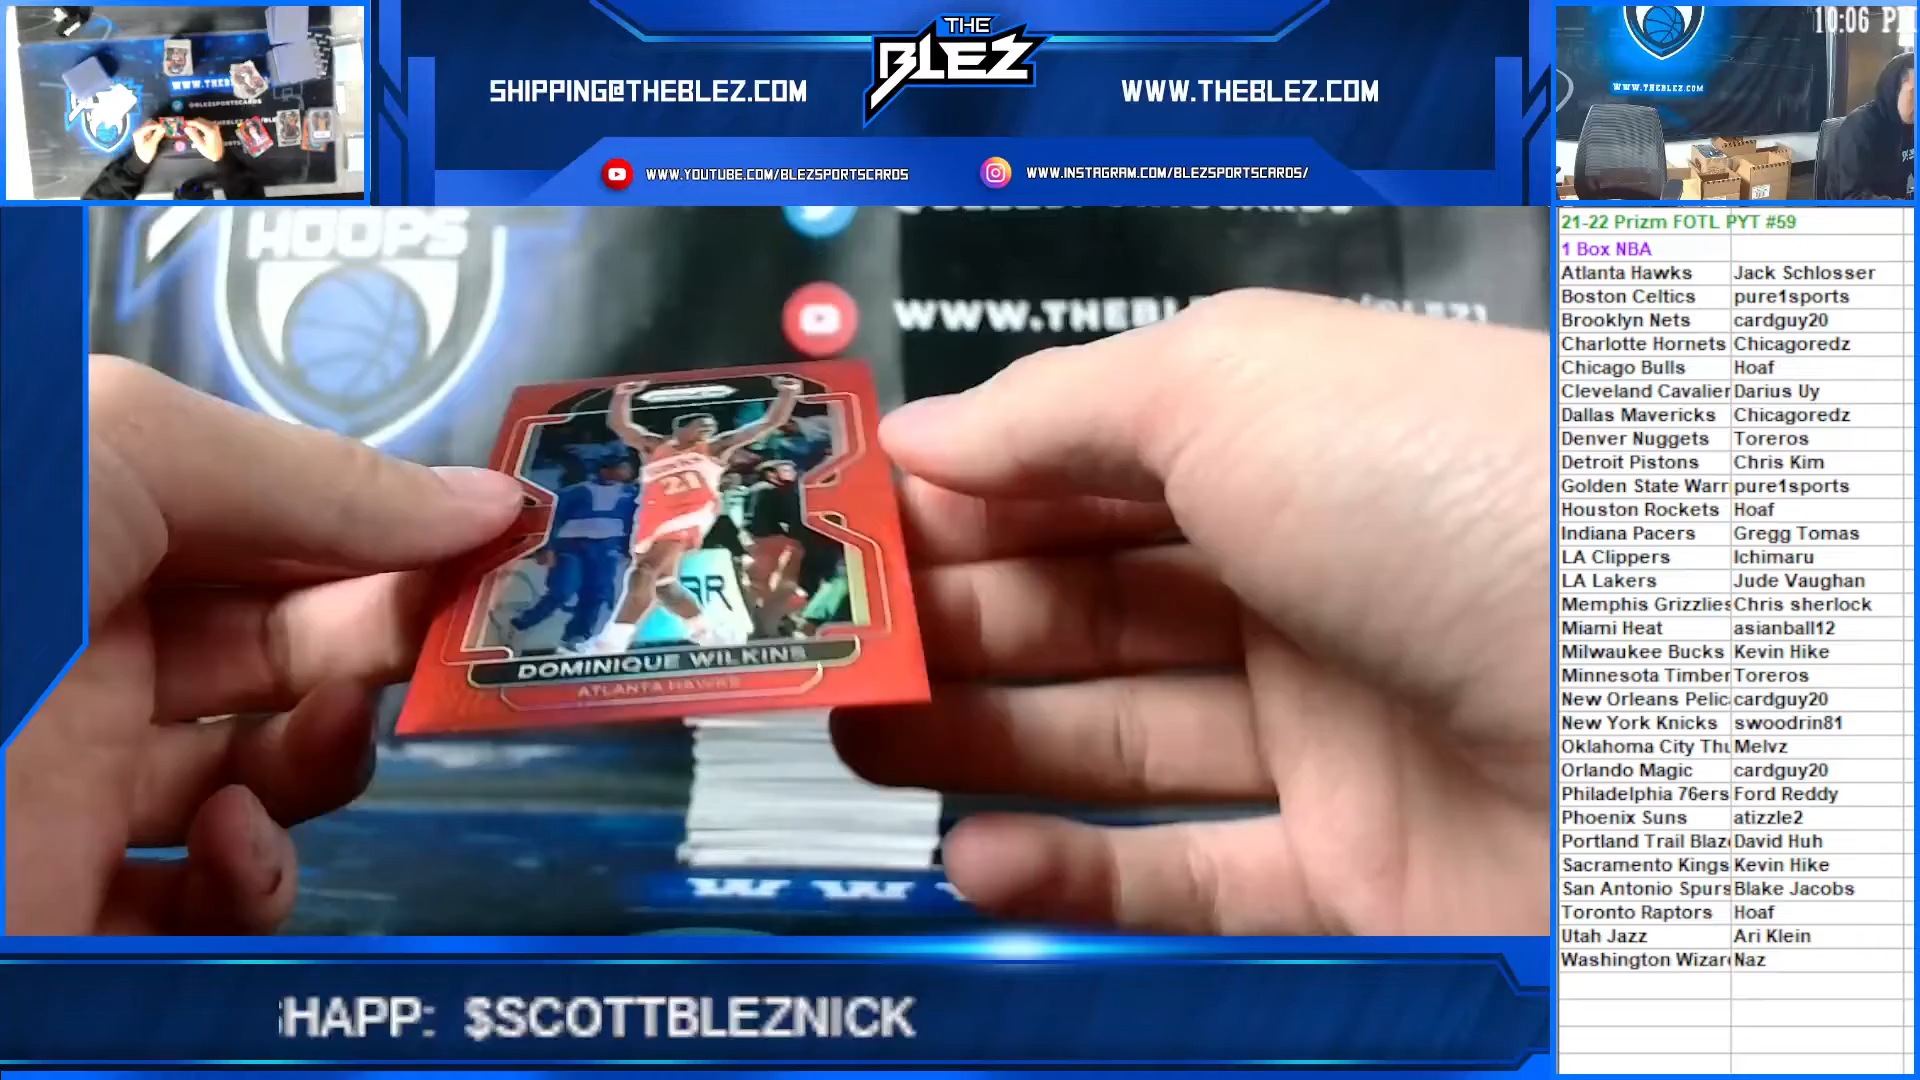 THE
BLEZ
SHIPPING@THEBLEZ.COM
WWW.THEBLEZ.COM
WWW.YOUTUBE.COM/BLEZSPORTSCARDS
WWW.INSTAGRAM.COM/BLEZSPORTSCARDS/
10:06 PM
WWW.THEBLEZ.COM
HOOPS
WWW.THEB
21
DOMINIQUE WILKINS
ATLANTA HAWKS
HAPP: $SCOTTBLEZNICK
21-22 Prizm FOTL PYT #59
1 Box NBA
Atlanta Hawks Jack Schlosser
Boston Celtics pure1sports
Brooklyn Nets cardguy20
Charlotte Hornets Chicagoredz
Chicago Bulls Hoaf
Cleveland Cavalier Darius Uy
Dallas Mavericks Chicagoredz
Denver Nuggets Toreros
Detroit Pistons Chris Kim
Golden State Warri pure1sports
Houston Rockets Hoaf
Indiana Pacers Gregg Tomas
LA Clippers Ichimaru
LA Lakers Jude Vaughan
Memphis Grizzlies Chris sherlock
Miami Heat asianball12
Milwaukee Bucks Kevin Hike
Minnesota Timber Toreros
New Orleans Pelic cardguy20
New York Knicks swoodrin81
Oklahoma City Thu Melvz
Orlando Magic cardguy20
Philadelphia 76ers Ford Reddy
Phoenix Suns atizzle2
Portland Trail Blaz David Huh
Sacramento Kings Kevin Hike
San Antonio Spurs Blake Jacobs
Toronto Raptors Hoaf
Utah Jazz Ari Klein
Washington Wizar Naz